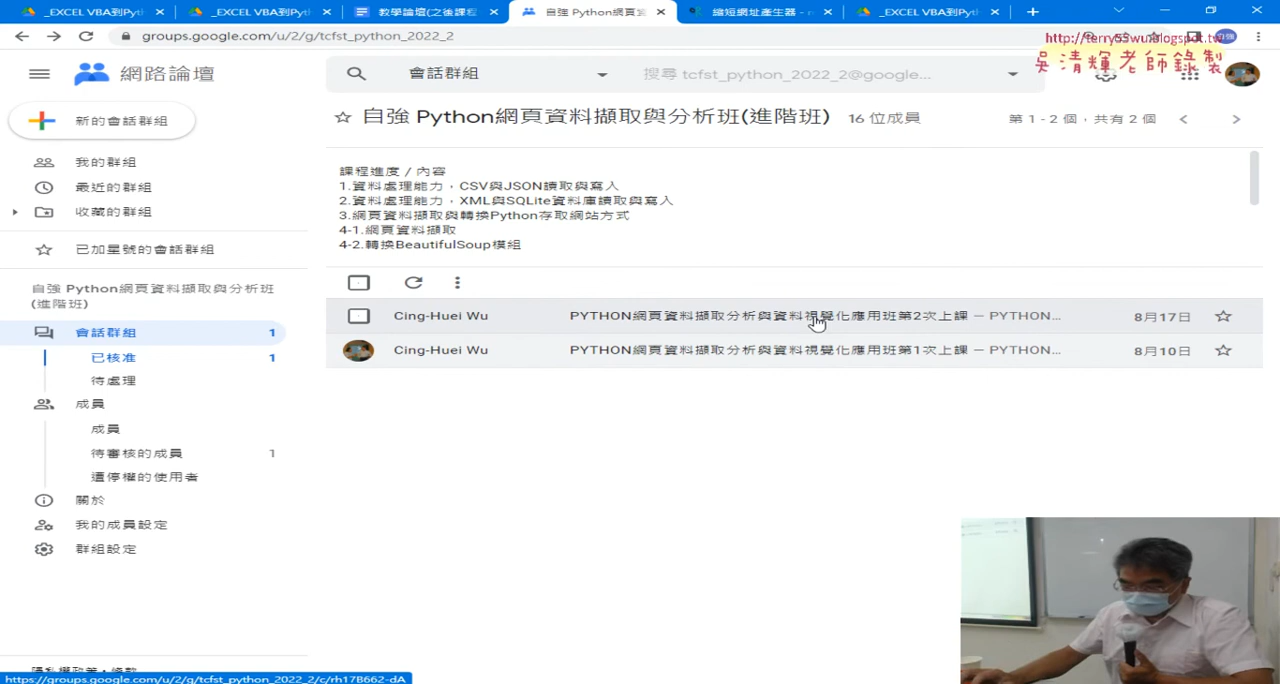 _EXCEL VBA到Pyth
_EXCEL VBA到Pyth
教學論壇(之後課程
自強 Python網頁資
縮短網址產生器 -
_EXCEL VBA到Pyth
groups.google.com/u/2/g/tcfst_python_2022_2
http://terry55wu.blogspot.tw
吳清輝老師錄製
網路論壇
會話群組
搜尋 tcfst_python_2022_2@google...
新的會話群組
自強 Python網頁資料擷取與分析班(進階班)
16 位成員
第 1 - 2 個，共有 2 個
我的群組
最近的群組
收藏的群組
已加星號的會話群組
課程進度 / 內容
1.資料處理能力，CSV與JSON讀取與寫入
2.資料處理能力，XML與SQLite資料庫讀取與寫入
3.網頁資料擷取與轉換Python存取網站方式
4-1.網頁資料擷取
4-2.轉換BeautifulSoup模組
自強 Python網頁資料擷取與分析班
(進階班)
會話群組 1
已核准 1
待處理
成員
成員
待審核的成員 1
遭停權的使用者
關於
我的成員設定
群組設定
Cing-Huei Wu PYTHON網頁資料擷取分析與資料視覺化應用班第2次上課 – PYTHON... 8月17日
Cing-Huei Wu PYTHON網頁資料擷取分析與資料視覺化應用班第1次上課 – PYTHON... 8月10日
https://groups.google.com/u/2/g/tcfst_python_2022_2/c/rh17B662-dA